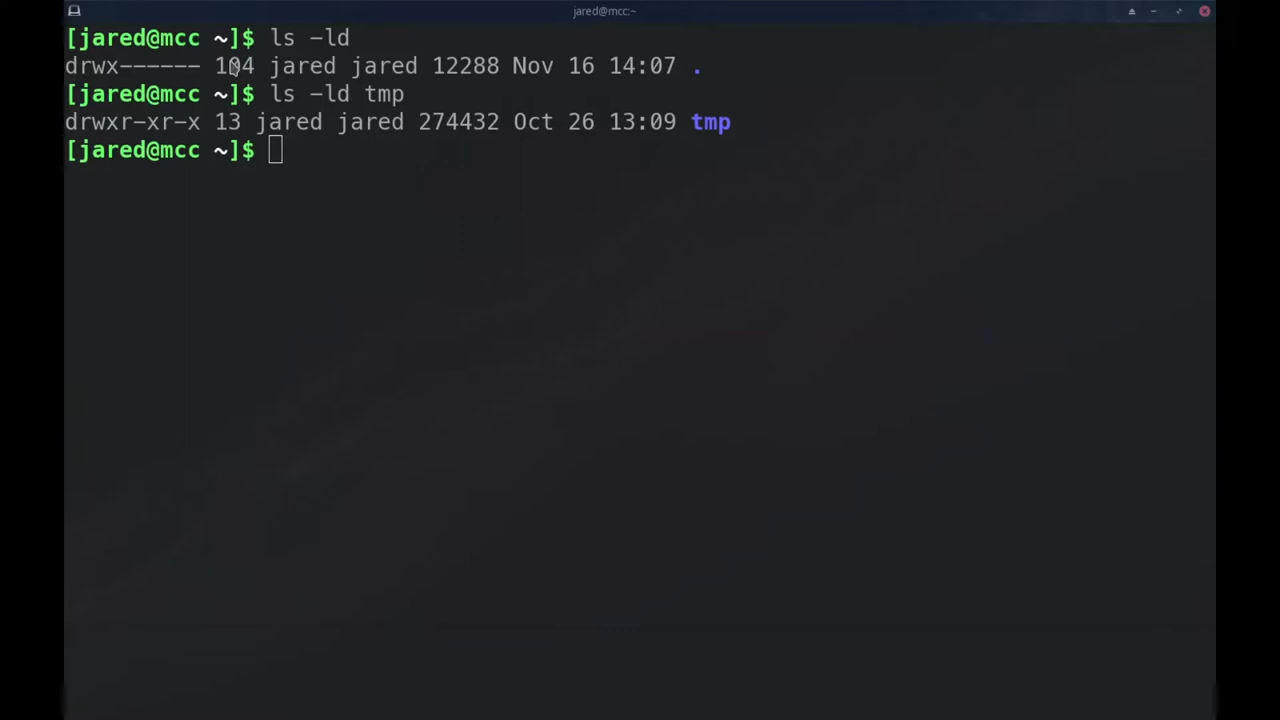 jared@mcc:~
[jared@mcc ~]$ ls -ld
drwx------ 104 jared jared 12288 Nov 16 14:07 .
[jared@mcc ~]$ ls -ld tmp
drwxr-xr-x 13 jared jared 274432 Oct 26 13:09 tmp
[jared@mcc ~]$